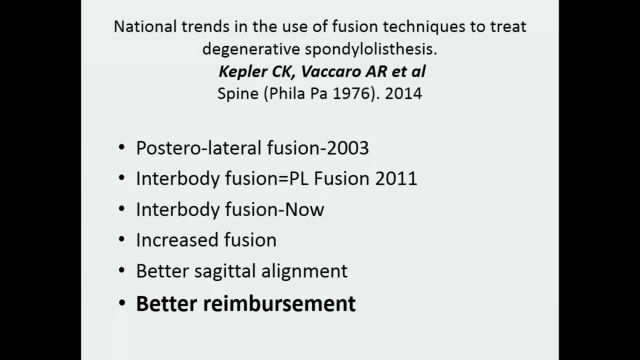 National trends in the use of fusion techniques to treat
degenerative spondylolisthesis.
Kepler CK, Vaccaro AR et al
Spine (Phila Pa 1976). 2014
• Postero-lateral fusion-2003
• Interbody fusion=PL Fusion 2011
• Interbody fusion-Now
• Increased fusion
• Better sagittal alignment
• Better reimbursement